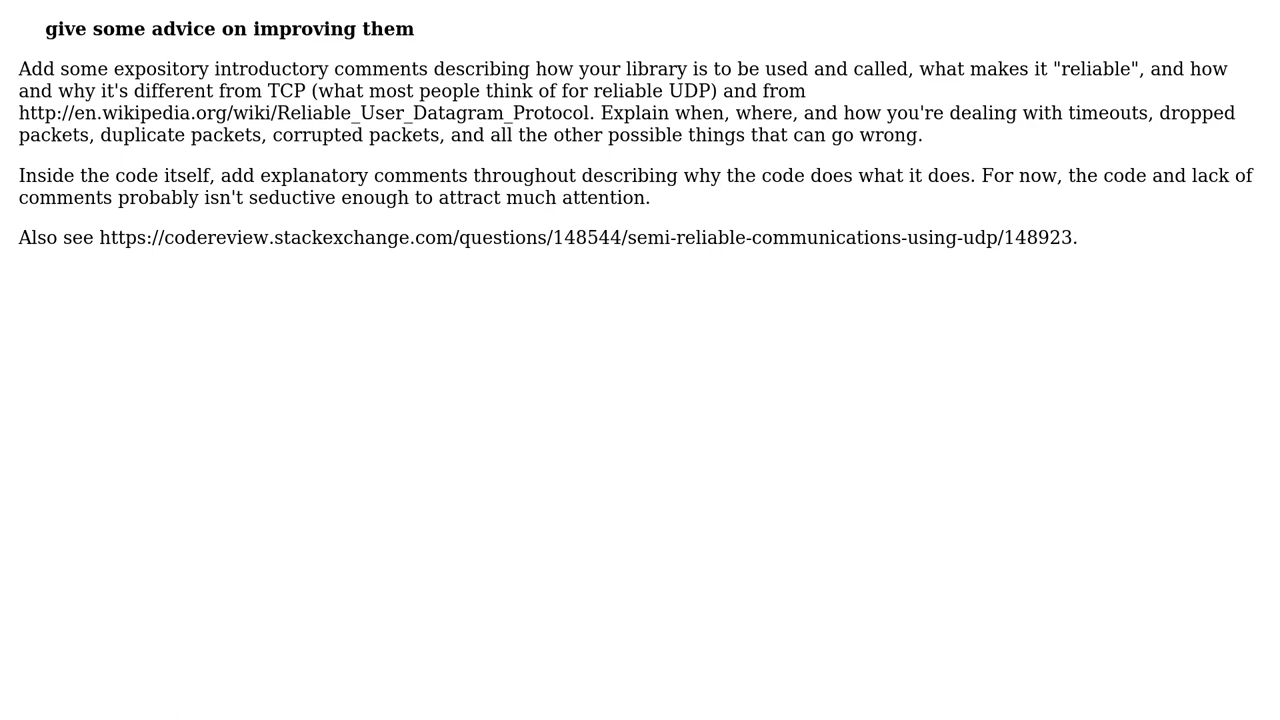 give some advice on improving them
Add some expository introductory comments describing how your library is to be used and called, what makes it "reliable", and how
and why it's different from TCP (what most people think of for reliable UDP) and from
http://en.wikipedia.org/wiki/Reliable_User_Datagram_Protocol. Explain when, where, and how you're dealing with timeouts, dropped
packets, duplicate packets, corrupted packets, and all the other possible things that can go wrong.
Inside the code itself, add explanatory comments throughout describing why the code does what it does. For now, the code and lack of
comments probably isn't seductive enough to attract much attention.
Also see https://codereview.stackexchange.com/questions/148544/semi-reliable-communications-using-udp/148923.